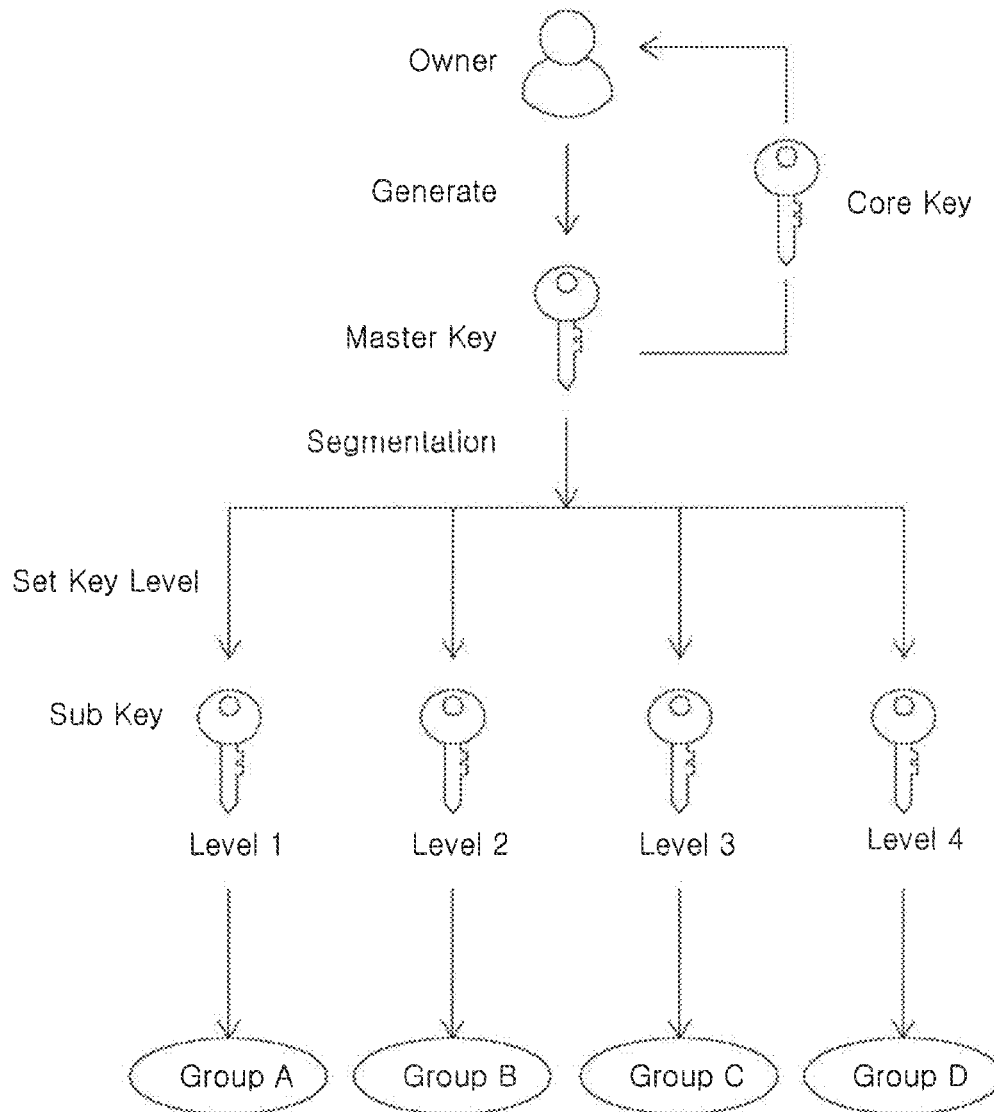 Owner
Generate
Core Key
Master Key
Segmentation
Set Key Level
Sub Key
Level 1
Level 2
Level 3
Level 4
Group A
Group B
Group C
Group D